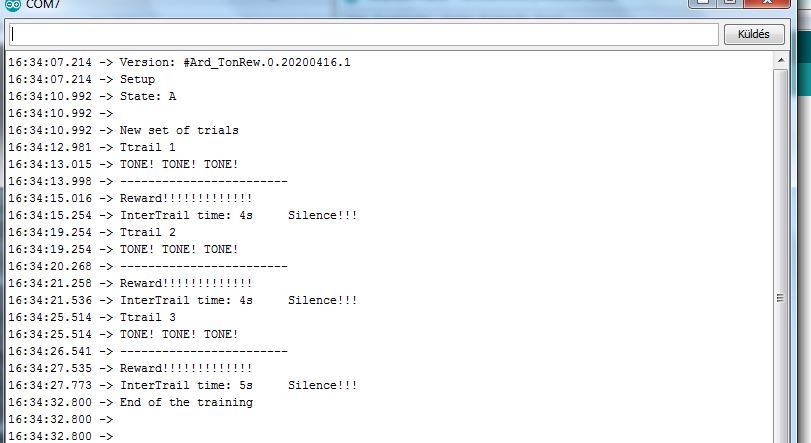 COM7
Küldés
16:34:07.214 -> Version: #Ard_TonRew.0.20200416.1
16:34:07.214 -> Setup
16:34:10.992 -> State: A
16:34:10.992 ->
16:34:10.992 -> New set of trials
16:34:12.981 -> Ttrail 1
16:34:13.015 -> TONE! TONE! TONE!
16:34:13.998 -> ------------------------
16:34:15.016 -> Reward!!!!!!!!!!!!!
16:34:15.254 -> InterTrail time: 4s     Silence!!!
16:34:19.254 -> Ttrail 2
16:34:19.254 -> TONE! TONE! TONE!
16:34:20.268 -> ------------------------
16:34:21.258 -> Reward!!!!!!!!!!!!!
16:34:21.536 -> InterTrail time: 4s     Silence!!!
16:34:25.514 -> Ttrail 3
16:34:25.514 -> TONE! TONE! TONE!
16:34:26.541 -> ------------------------
16:34:27.535 -> Reward!!!!!!!!!!!!!
16:34:27.773 -> InterTrail time: 5s     Silence!!!
16:34:32.800 -> End of the training
16:34:32.800 ->
16:34:32.800 ->